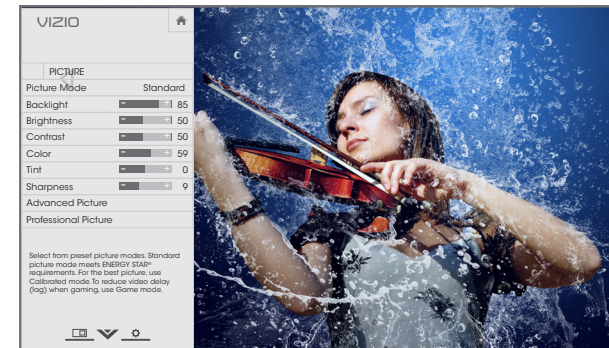 VIZIO
PICTURE
Picture Mode Standard
Backlight 85
Brightness 50
Contrast 50
Color 59
Tint 0
Sharpness 9
Advanced Picture
Professional Picture
Select from preset picture modes. Standard
picture mode meets ENERGY STAR®
requirements. For the best picture, use
Calibrated mode. To reduce video delay
(lag) when gaming, use Game mode.